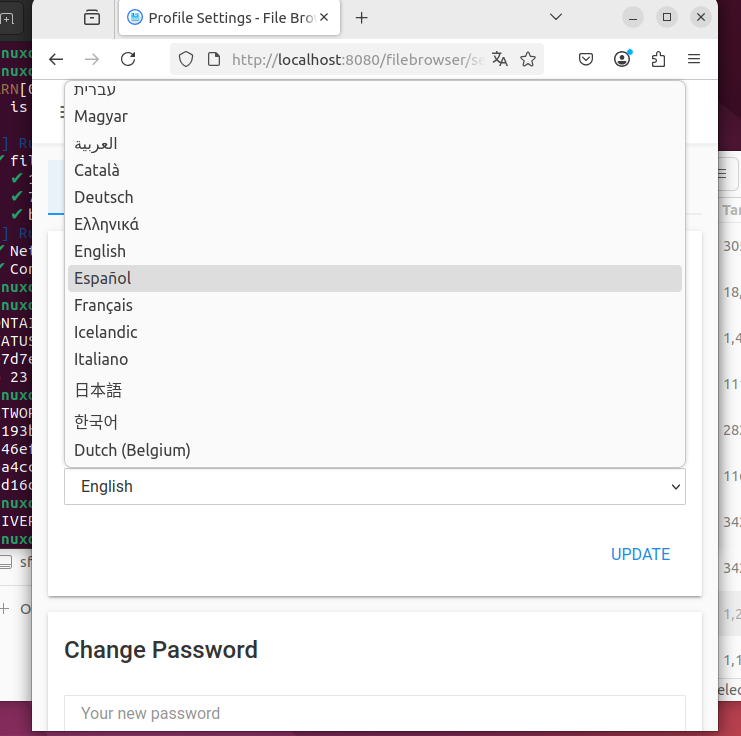 Profile Settings - File Bro
http://localhost:8080/filebrowser/se
עברית
Magyar
العربية
Català
Deutsch
Ελληνικά
English
Español
Français
Icelandic
Italiano
日本語
한국어
Dutch (Belgium)
English
UPDATE
Change Password
Your new password